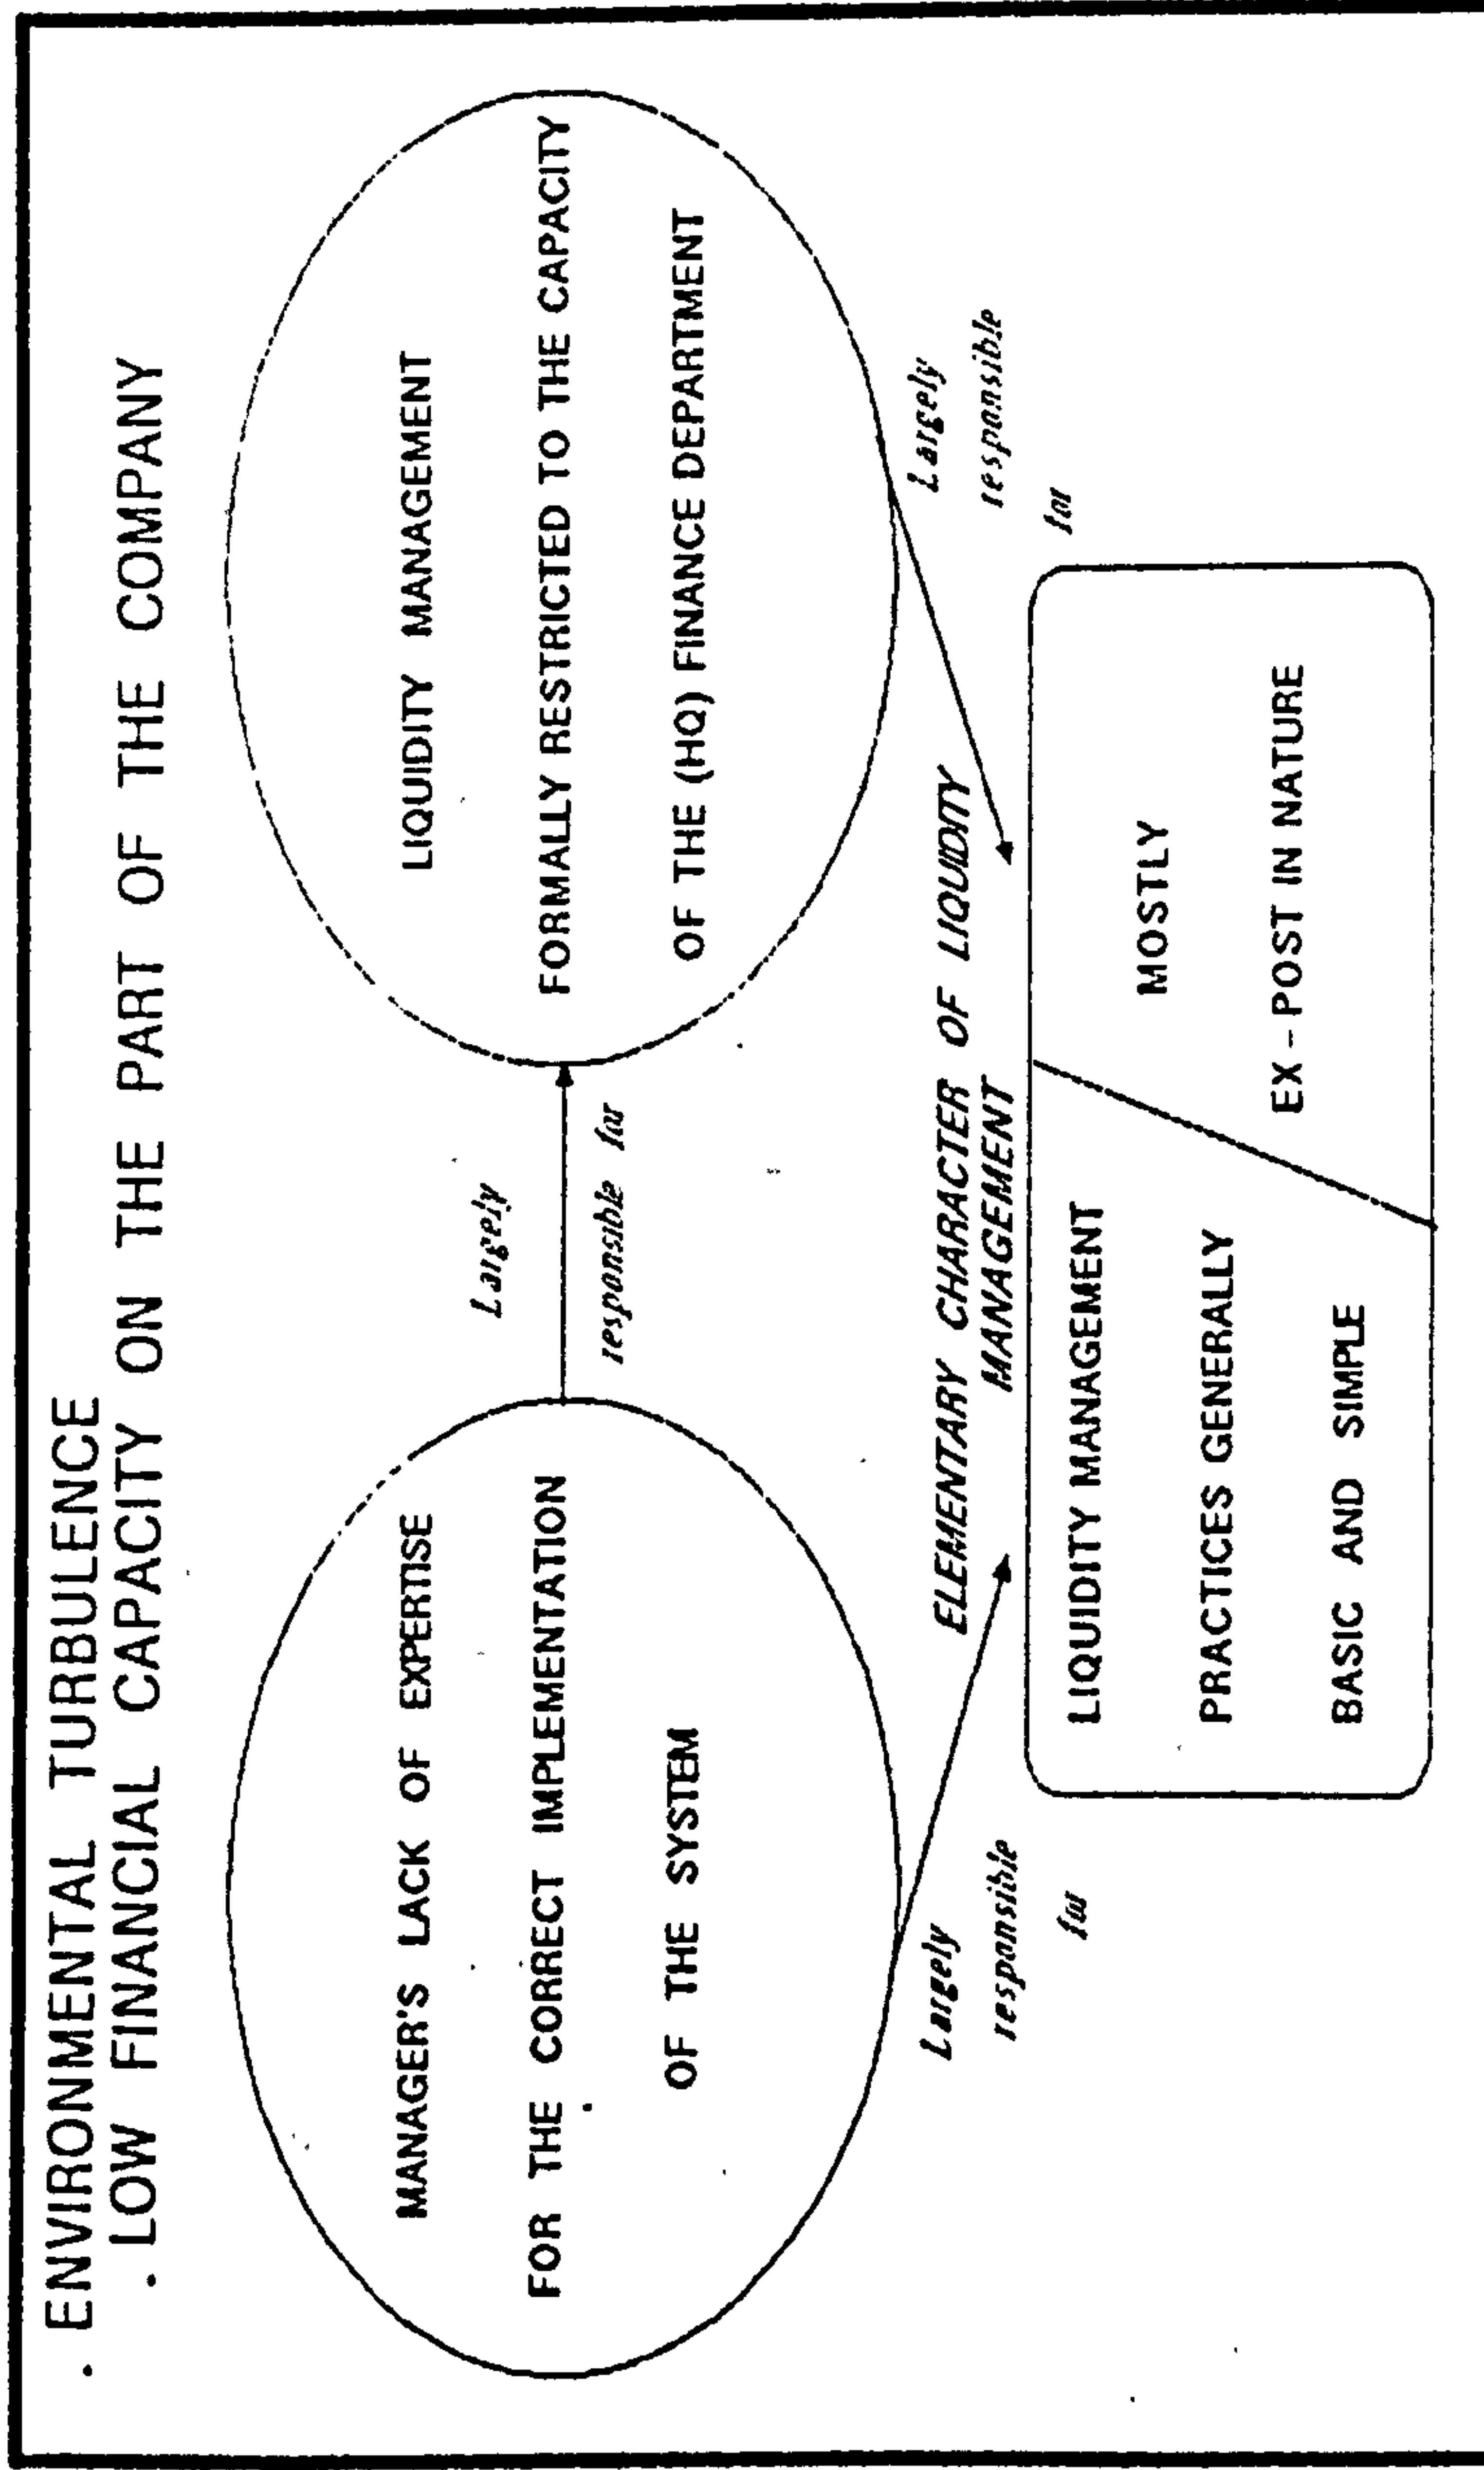 . ENVIRONMENTAL TURBULENCE
. LOW FINANCIAL CAPACITY ON THE PART OF THE COMPANY
MANAGER'S LACK OF EXPERTISE
FOR THE CORRECT IMPLEMENTATION
OF THE SYSTEM
Largely
responsible for
LIQUIDITY MANAGEMENT
FORMALLY RESTRICTED TO THE CAPACITY
OF THE (HQ) FINANCE DEPARTMENT
Largely
responsible
for
ELEMENTARY CHARACTER OF LIQUIDITY
MANAGEMENT
Largely
responsible
for
LIQUIDITY MANAGEMENT
PRACTICES GENERALLY
BASIC AND SIMPLE
MOSTLY
EX-POST IN NATURE